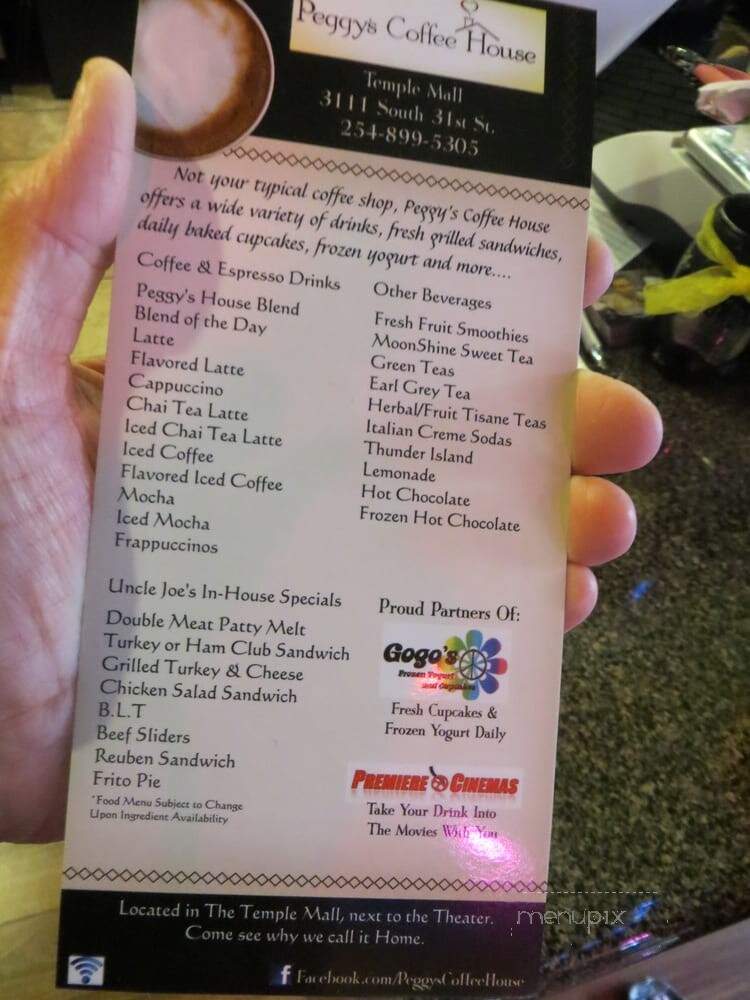 Peggy's Coffee House
Temple Mall
3111 South 31st St.
254-899-5305
Not your typical coffee shop, Peggy's Coffee House
offers a wide variety of drinks, fresh grilled sandwiches,
daily baked cupcakes, frozen yogurt and more....
Coffee & Espresso Drinks
Peggy's House Blend
Blend of the Day
Latte
Flavored Latte
Cappuccino
Chai Tea Latte
Iced Chai Tea Latte
Iced Coffee
Flavored Iced Coffee
Mocha
Iced Mocha
Frappuccinos
Other Beverages
Fresh Fruit Smoothies
MoonShine Sweet Tea
Green Teas
Earl Grey Tea
Herbal/Fruit Tisane Teas
Italian Creme Sodas
Thunder Island
Lemonade
Hot Chocolate
Frozen Hot Chocolate
Uncle Joe's In-House Specials
Double Meat Patty Melt
Turkey or Ham Club Sandwich
Grilled Turkey & Cheese
Chicken Salad Sandwich
B.L.T
Beef Sliders
Reuben Sandwich
Frito Pie
*Food Menu Subject to Change
Upon Ingredient Availability
Proud Partners Of:
Gogo's
Frozen Yogurt
and Cupcakes
Fresh Cupcakes &
Frozen Yogurt Daily
PREMIERE CINEMAS
Take Your Drink Into
The Movies With You
Located in The Temple Mall, next to the Theater.
Come see why we call it Home.
f Facebook.com/PeggysCoffeeHouse
menupix